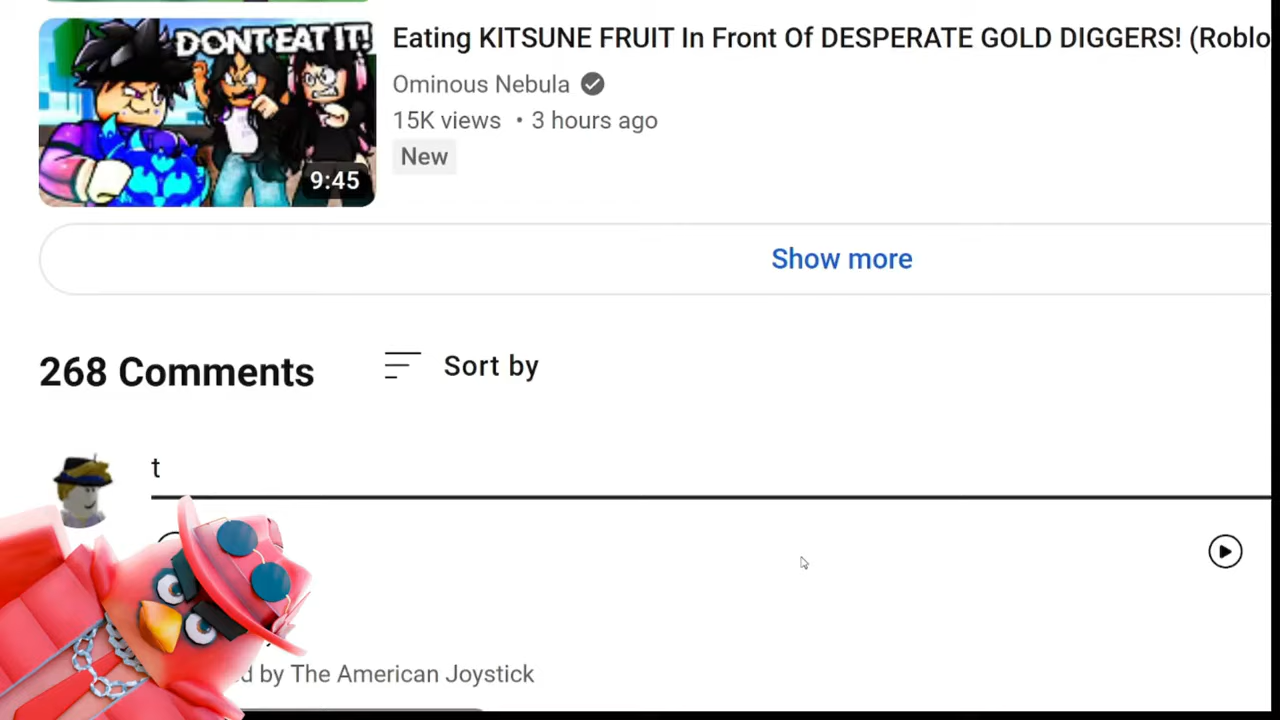 DONT EAT IT!
9:45
Eating KITSUNE FRUIT In Front Of DESPERATE GOLD DIGGERS! (Roblo
Ominous Nebula
15K views • 3 hours ago
New
Show more
268 Comments
Sort by
t
d by The American Joystick